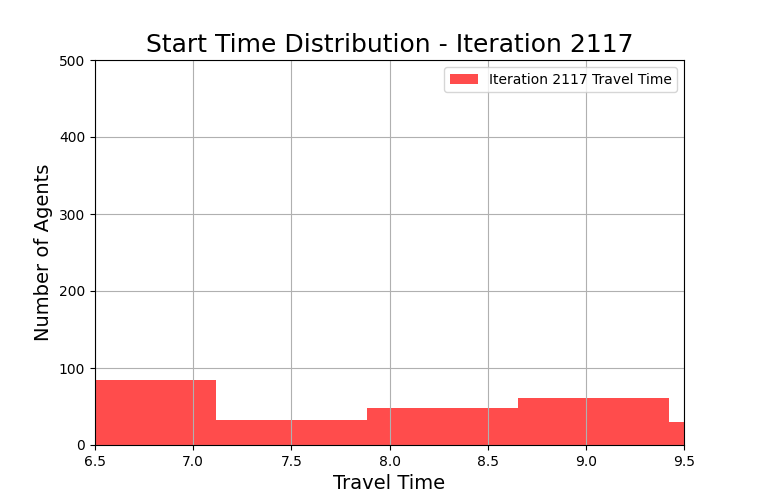 Start Time Distribution - Iteration 2117
Iteration 2117 Travel Time
Number of Agents
500
400
300
200
100
0
6.5 7.0 7.5 8.0 8.5 9.0 9.5
Travel Time